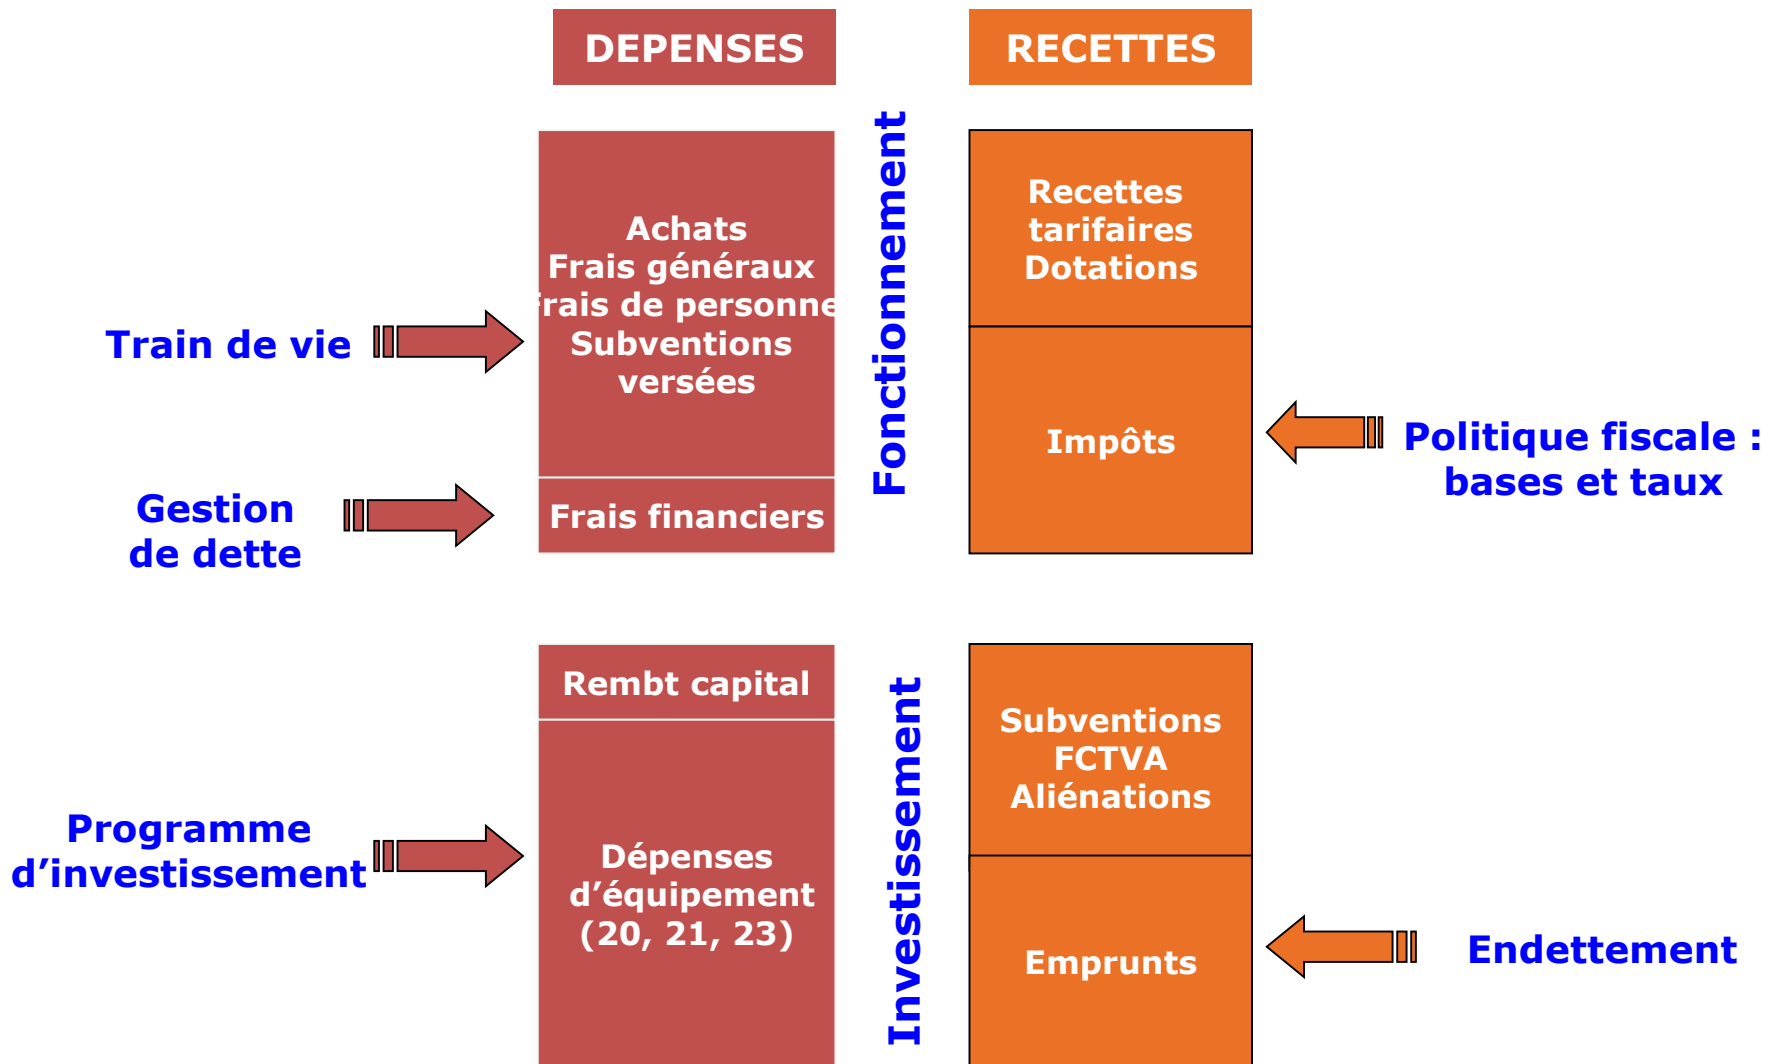 DEPENSES
RECETTES
Fonctionnement
Achats
Frais généraux
Frais de personne
Subventions
versées
Frais financiers
Recettes
tarifaires
Dotations
Impôts
Train de vie
Gestion
de dette
Politique fiscale :
bases et taux
Investissement
Rembt capital
Dépenses
d’équipement
(20, 21, 23)
Subventions
FCTVA
Aliénations
Emprunts
Programme
d’investissement
Endettement